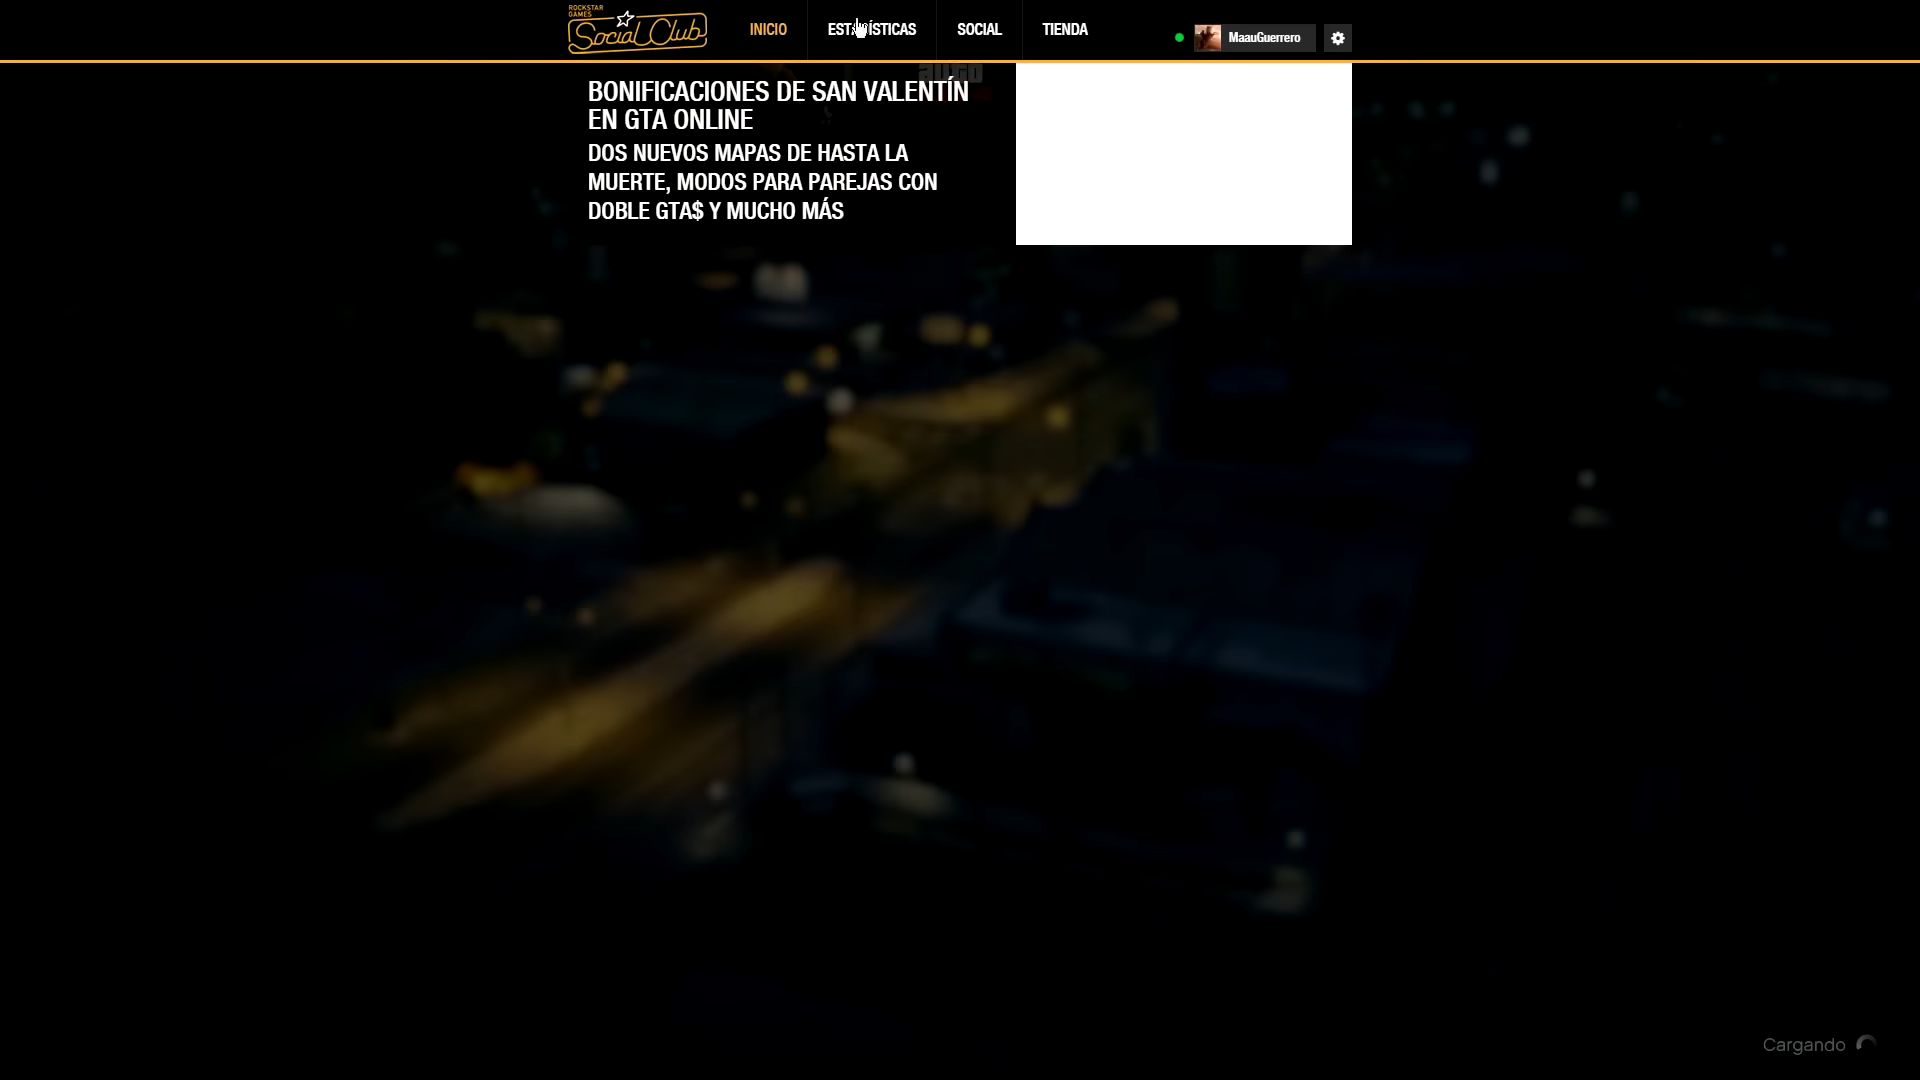 ROCKSTAR
GAMES
Social Club
INICIO
ESTADÍSTICAS
SOCIAL
TIENDA
MaauGuerrero
auto
BONIFICACIONES DE SAN VALENTÍN
EN GTA ONLINE
DOS NUEVOS MAPAS DE HASTA LA
MUERTE, MODOS PARA PAREJAS CON
DOBLE GTA$ Y MUCHO MÁS
Cargando